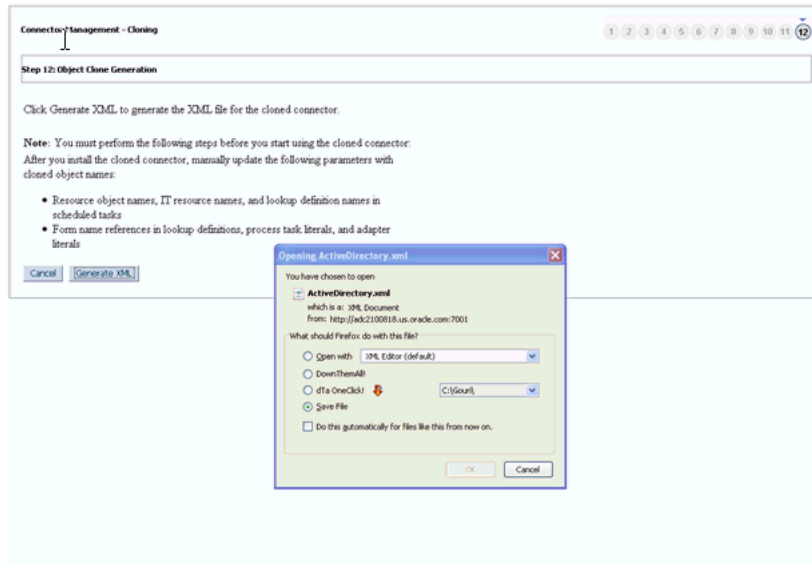 Connector Management - Cloning
1 2 3 4 5 6 7 8 9 10 11 12
Step 12: Object Clone Generation
Click Generate XML to generate the XML file for the cloned connector.
Note: You must perform the following steps before you start using the cloned connector:
After you install the cloned connector, manually update the following parameters with
cloned object names:
• Resource object names, IT resource names, and lookup definition names in
scheduled tasks
• Form name references in lookup definitions, process task literals, and adapter
literals
Cancel Generate XML
Opening ActiveDirectory.xml
You have chosen to open
ActiveDirectory.xml
which is a: XML Document
from: http://adc2100818.us.oracle.com:7001
What should Firefox do with this file?
Open with XML Editor (default)
DownThemAll!
dTa OneClick! C:\Gouri\
Save File
Do this automatically for files like this from now on.
OK Cancel